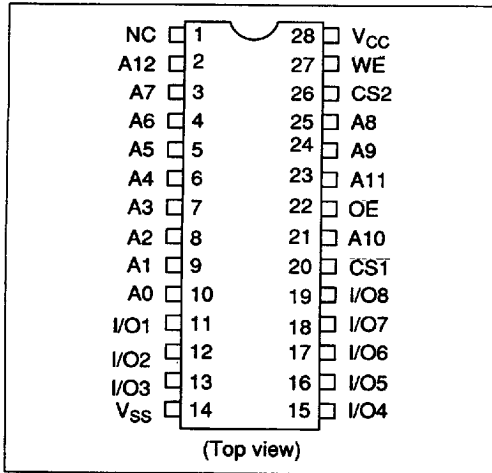 NC 1 28 VCC
A12 2 27 WE
A7 3 26 CS2
A6 4 25 A8
A5 5 24 A9
A4 6 23 A11
A3 7 22 OE
A2 8 21 A10
A1 9 20 C̅S̅1̅
A0 10 19 I/O8
I/O1 11 18 I/O7
I/O2 12 17 I/O6
I/O3 13 16 I/O5
VSS 14 15 I/O4
(Top view)